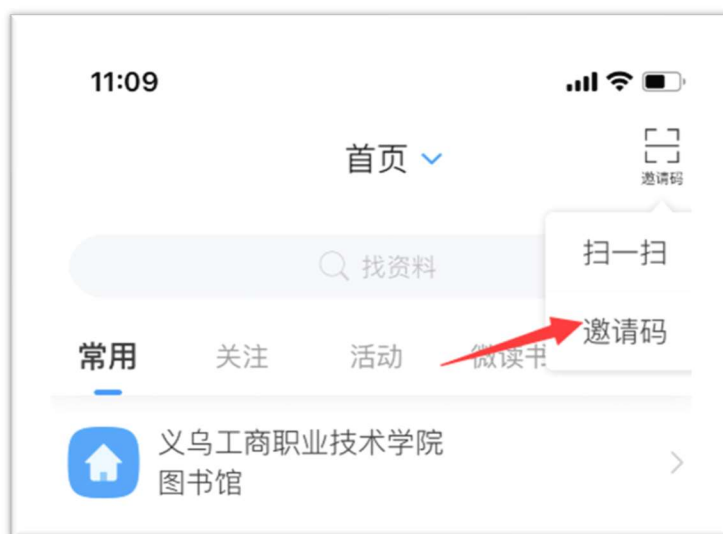 11:09
首页
邀请码
扫一扫
找资料
邀请码
常用
关注
活动
微读书
义乌工商职业技术学院
图书馆